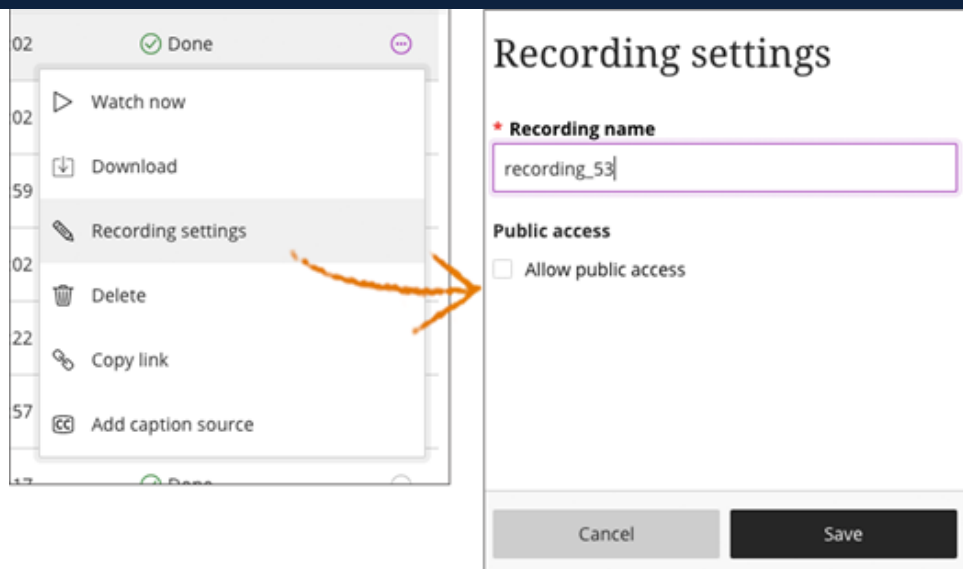 :02 Done
Watch now
02
Download
59
Recording settings
02
Delete
22
Copy link
57
Add caption source
17 Done
Recording settings
* Recording name
recording_53
Public access
Allow public access
Cancel Save